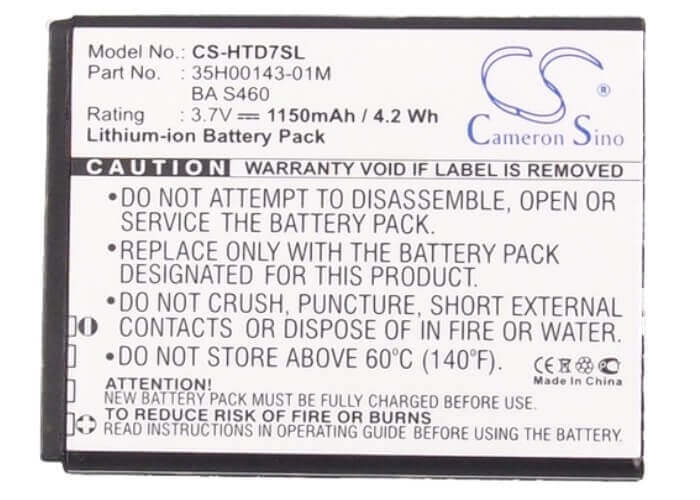 Model No.: CS-HTD7SL
Part No.: 35H00143-01M
BA S460
Rating : 3.7V 1150mAh / 4.2 Wh
Lithium-ion Battery Pack
CS
Cameron Sino
CAUTION WARRANTY VOID IF LABEL IS REMOVED
•DO NOT ATTEMPT TO DISASSEMBLE, OPEN OR
SERVICE THE BATTERY PACK.
•REPLACE ONLY WITH THE BATTERY PACK
DESIGNATED FOR THIS PRODUCT.
•DO NOT CRUSH, PUNCTURE, SHORT EXTERNAL
CONTACTS OR DISPOSE OF IN FIRE OR WATER.
•DO NOT STORE ABOVE 60°C (140°F).
CE
Made In China
ATTENTION!
NEW BATTERY PACK MUST BE FULLY CHARGED BEFORE USE
TO REDUCE RISK OF FIRE OR BURNS
READ INSTRUCTIONS IN OPERATING GUIDE BEFORE USING BATTERY PACK.